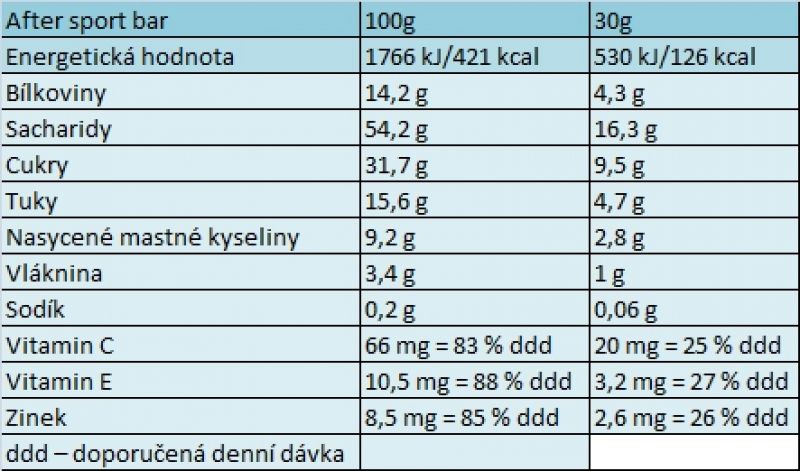 After sport bar 100g 30g
Energetická hodnota 1766 kJ/421 kcal 530 kJ/126 kcal
Bílkoviny 14,2 g 4,3 g
Sacharidy 54,2 g 16,3 g
Cukry 31,7 g 9,5 g
Tuky 15,6 g 4,7 g
Nasycené mastné kyseliny 9,2 g 2,8 g
Vláknina 3,4 g 1 g
Sodík 0,2 g 0,06 g
Vitamin C 66 mg = 83 % ddd 20 mg = 25 % ddd
Vitamin E 10,5 mg = 88 % ddd 3,2 mg = 27 % ddd
Zinek 8,5 mg = 85 % ddd 2,6 mg = 26 % ddd
ddd – doporučená denní dávka